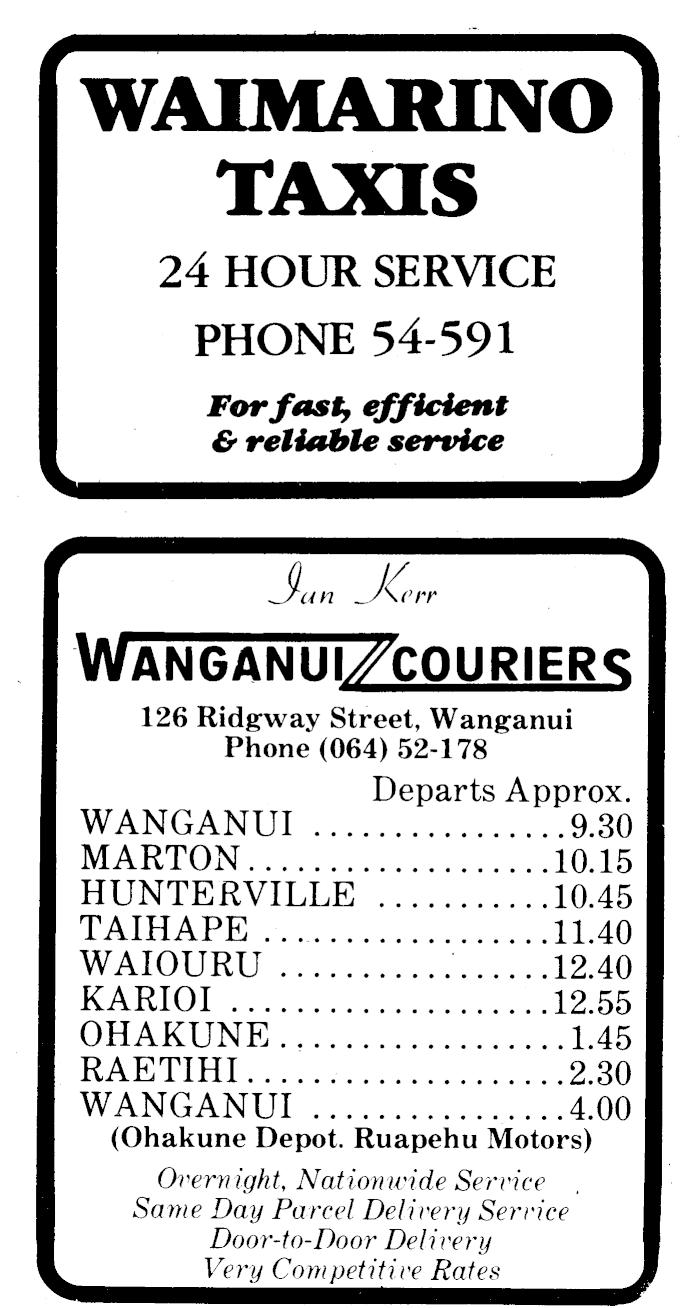 WAIMARINO
TAXIS
24 HOUR SERVICE
PHONE 54-591
For fast, efficient
& reliable service
Ian Kerr
WANGANUI COURIERS
126 Ridgway Street, Wanganui
Phone (064) 52-178
Departs Approx.
WANGANUI ................9.30
MARTON...................10.15
HUNTERVILLE ...........10.45
TAIHAPE ..................11.40
WAIOURU .................12.40
KARIOI ....................12.55
OHAKUNE..................1.45
RAETIHI....................2.30
WANGANUI ................4.00
(Ohakune Depot. Ruapehu Motors)
Overnight, Nationwide Service
Same Day Parcel Delivery Service
Door-to-Door Delivery
Very Competitive Rates